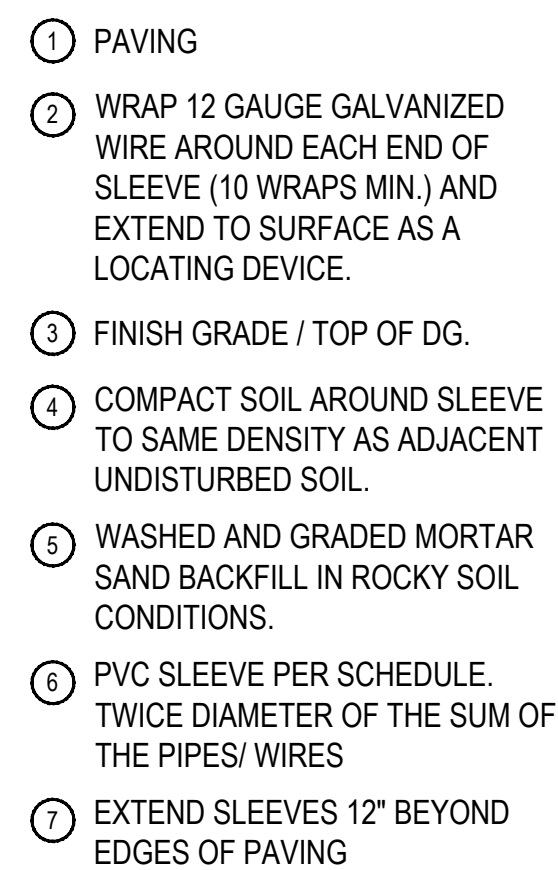 1 PAVING
2 WRAP 12 GAUGE GALVANIZED
WIRE AROUND EACH END OF
SLEEVE (10 WRAPS MIN.) AND
EXTEND TO SURFACE AS A
LOCATING DEVICE.
3 FINISH GRADE / TOP OF DG.
4 COMPACT SOIL AROUND SLEEVE
TO SAME DENSITY AS ADJACENT
UNDISTURBED SOIL.
5 WASHED AND GRADED MORTAR
SAND BACKFILL IN ROCKY SOIL
CONDITIONS.
6 PVC SLEEVE PER SCHEDULE.
TWICE DIAMETER OF THE SUM OF
THE PIPES/ WIRES
7 EXTEND SLEEVES 12" BEYOND
EDGES OF PAVING